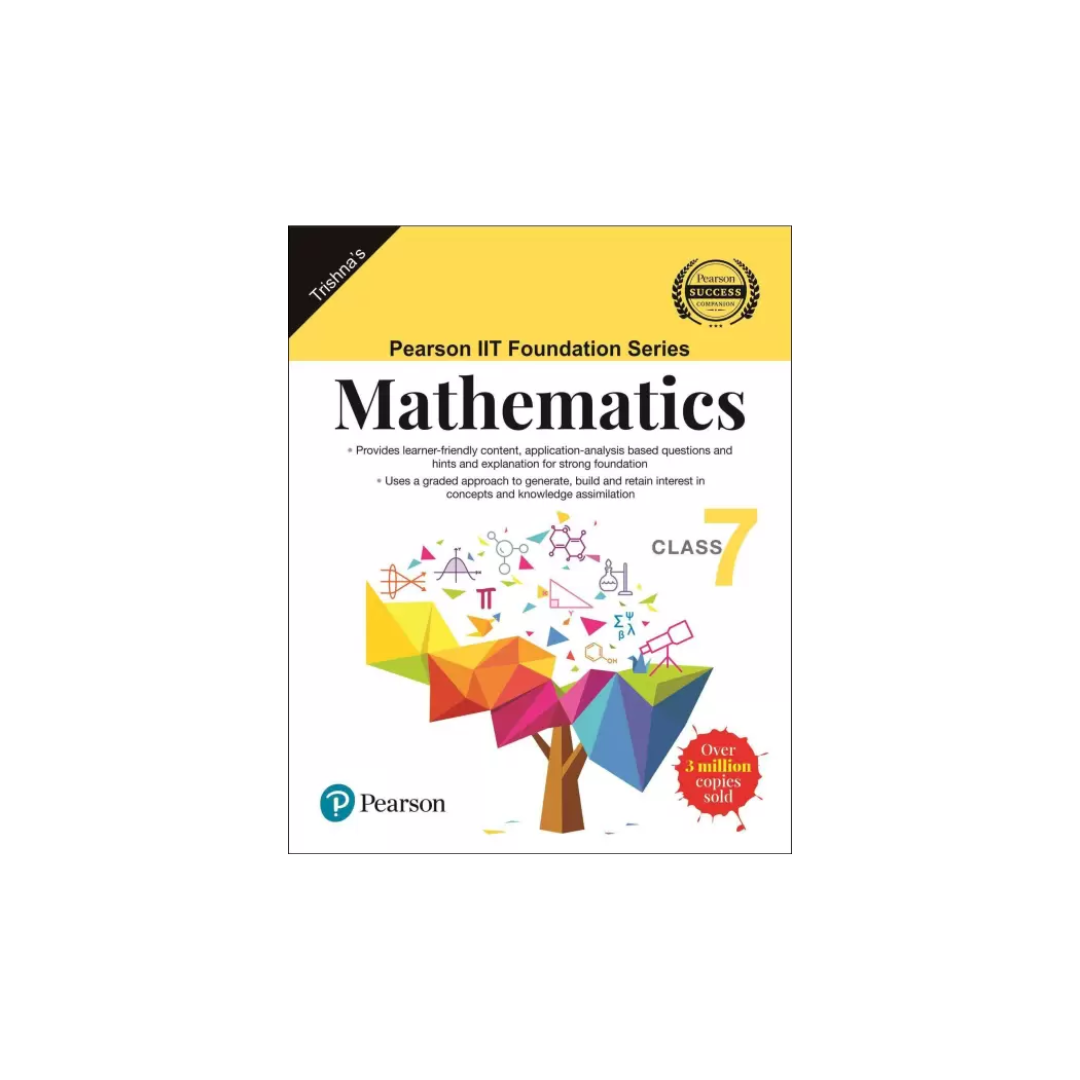 Trishna's
Pearson
SUCCESS
COMPANION
Pearson IIT Foundation Series
Mathematics
• Provides learner-friendly content, application-analysis based questions and
hints and explanation for strong foundation
• Uses a graded approach to generate, build and retain interest in
concepts and knowledge assimilation
CLASS 7
π
Σ Ψ
β λ
OH
Over
3 million
copies
sold
P Pearson